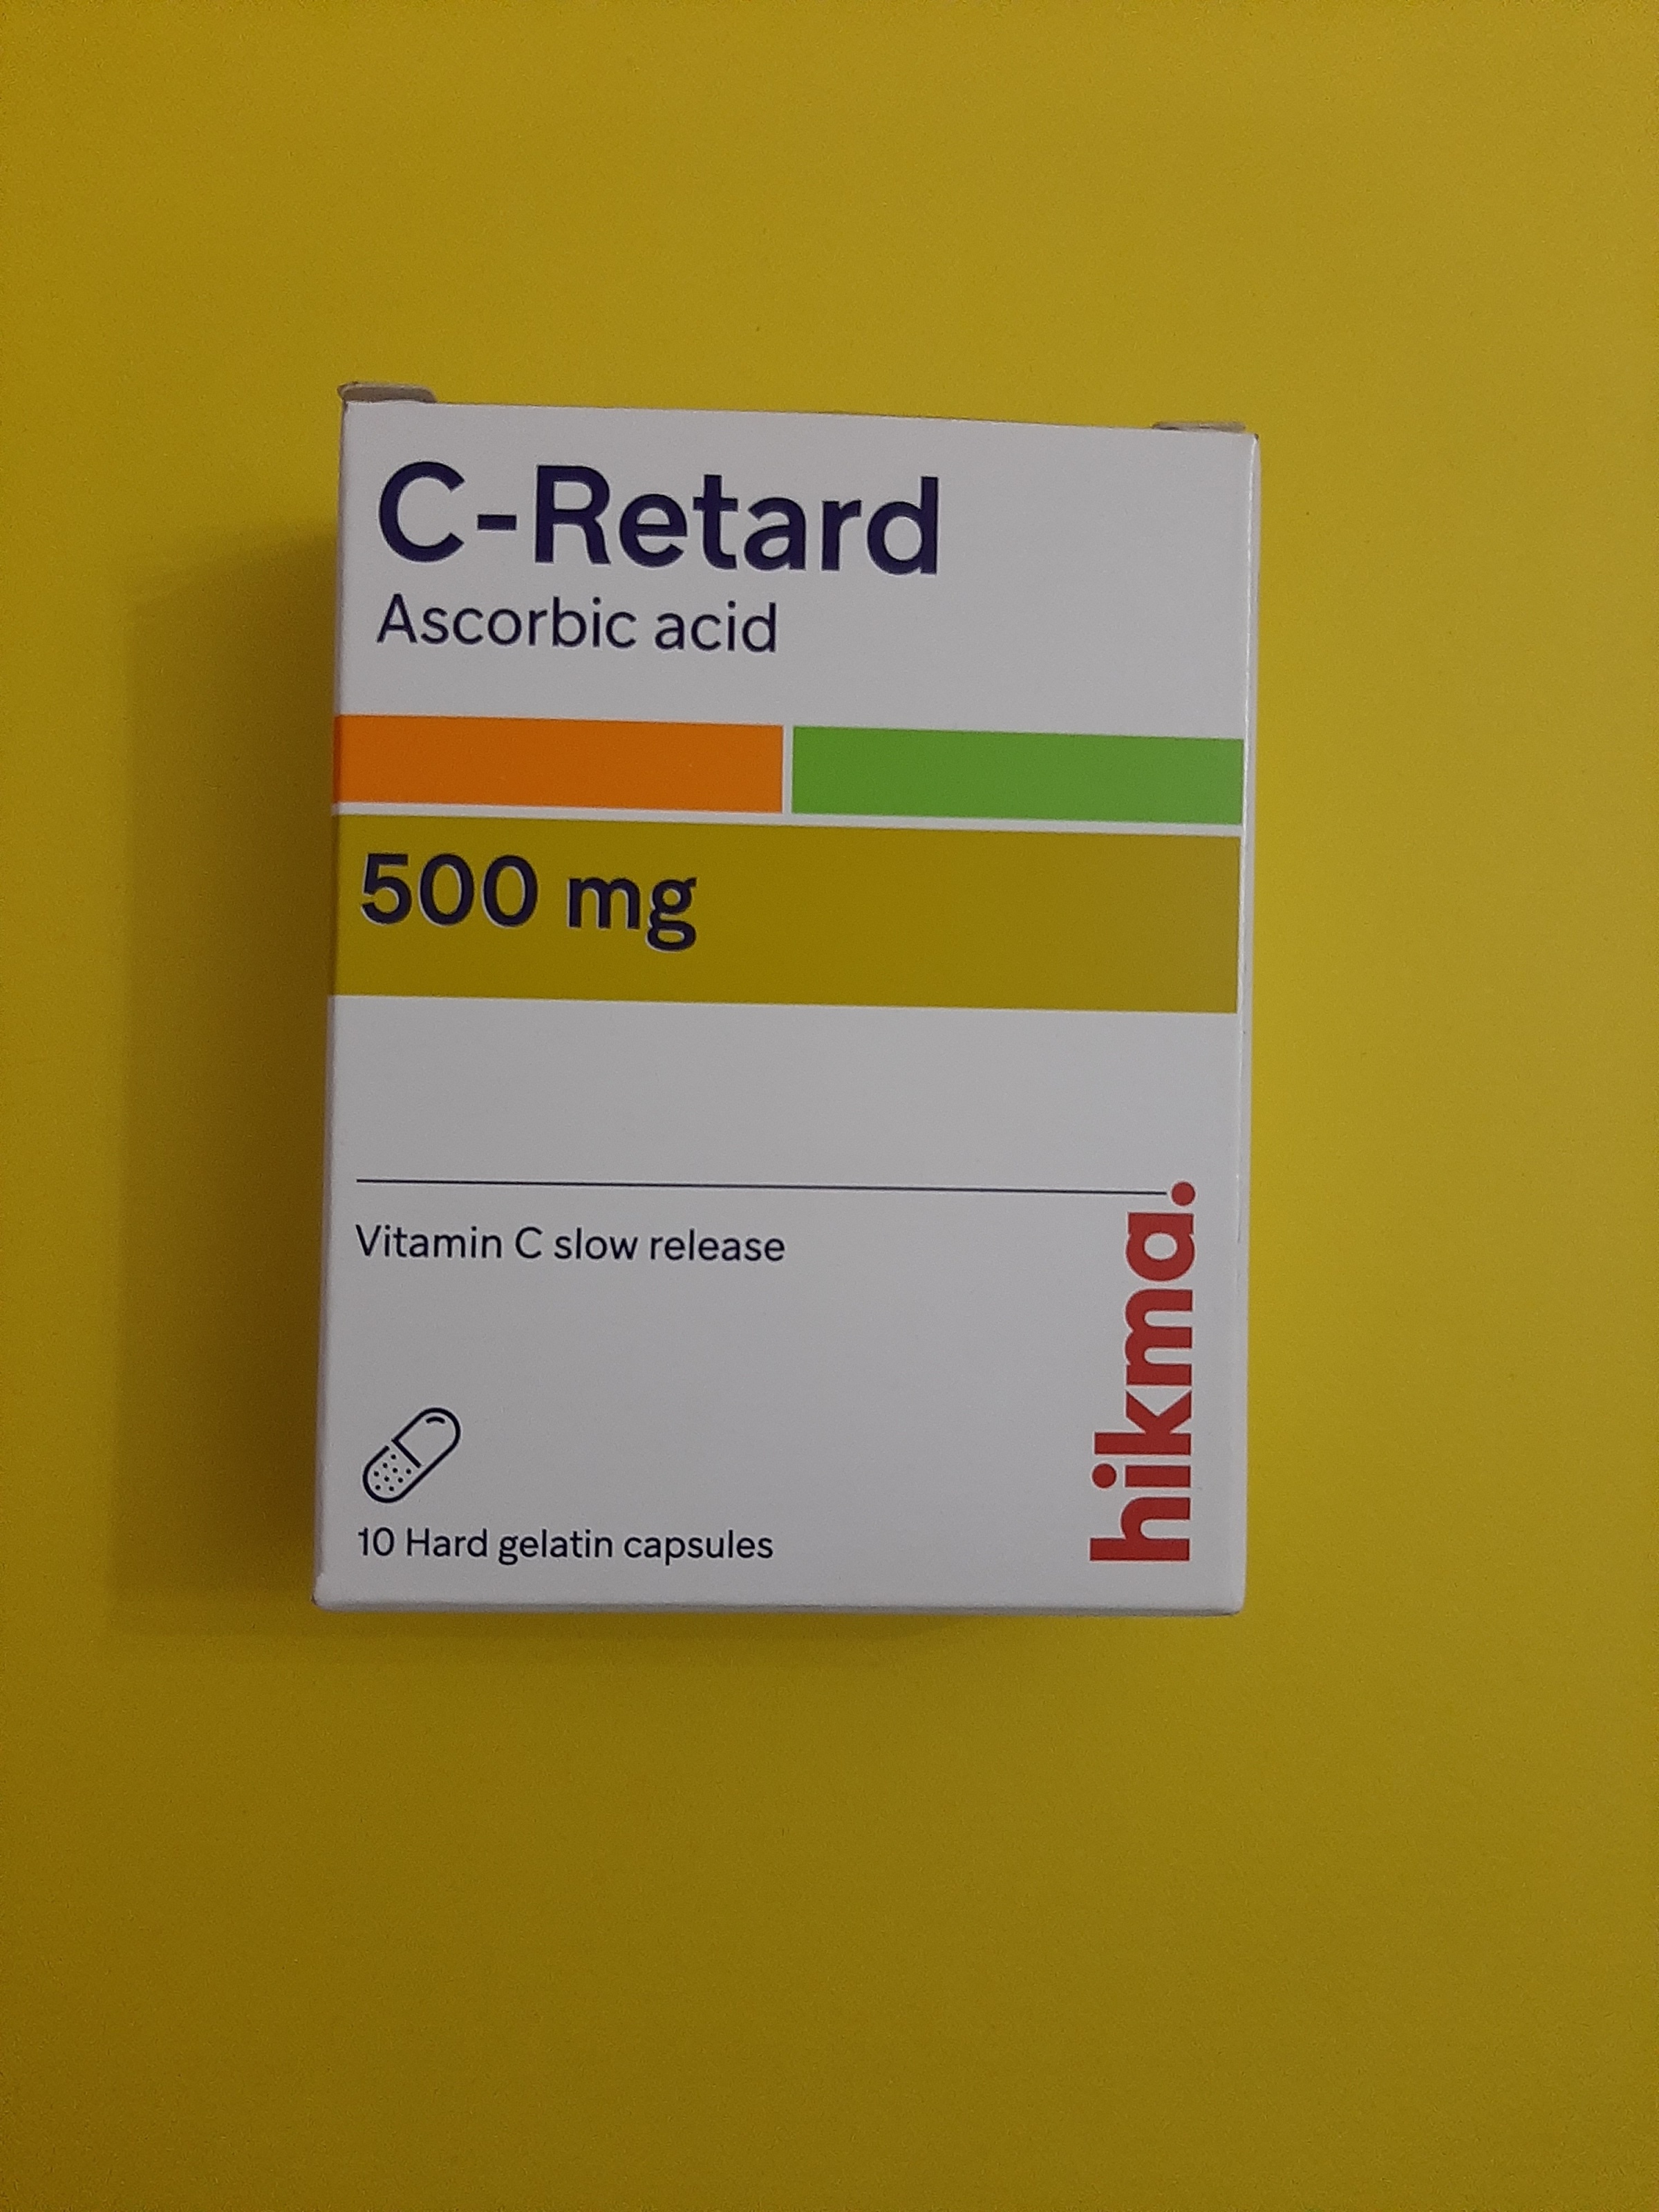 C-Retard
Ascorbic acid
500 mg
Vitamin C slow release
10 Hard gelatin capsules
hikma.